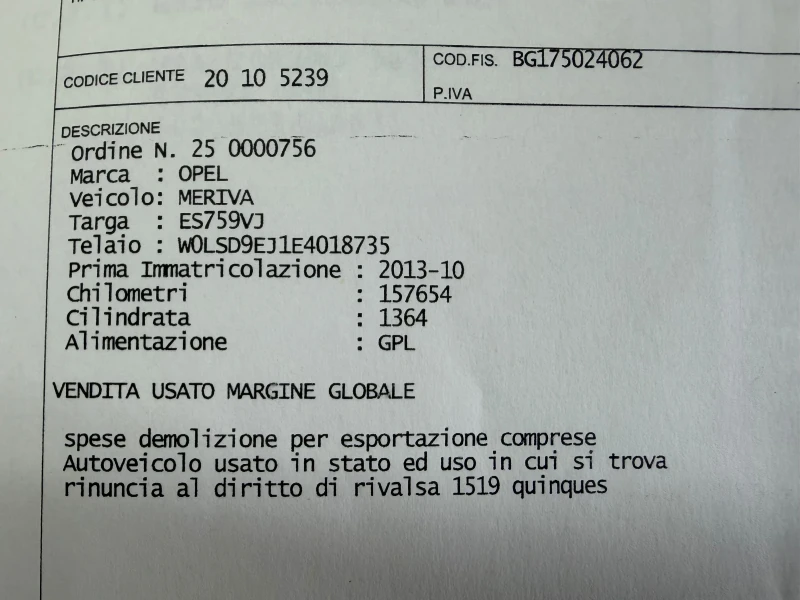 CODICE CLIENTE 20 10 5239
COD.FIS. BG175024062
P.IVA
DESCRIZIONE
Ordine N. 25 0000756
Marca : OPEL
Veicolo: MERIVA
Targa : ES759VJ
Telaio : W0LSD9EJ1E4018735
Prima Immatricolazione : 2013-10
Chilometri : 157654
Cilindrata : 1364
Alimentazione : GPL
VENDITA USATO MARGINE GLOBALE
spese demolizione per esportazione comprese
Autoveicolo usato in stato ed uso in cui si trova
rinuncia al diritto di rivalsa 1519 quinques